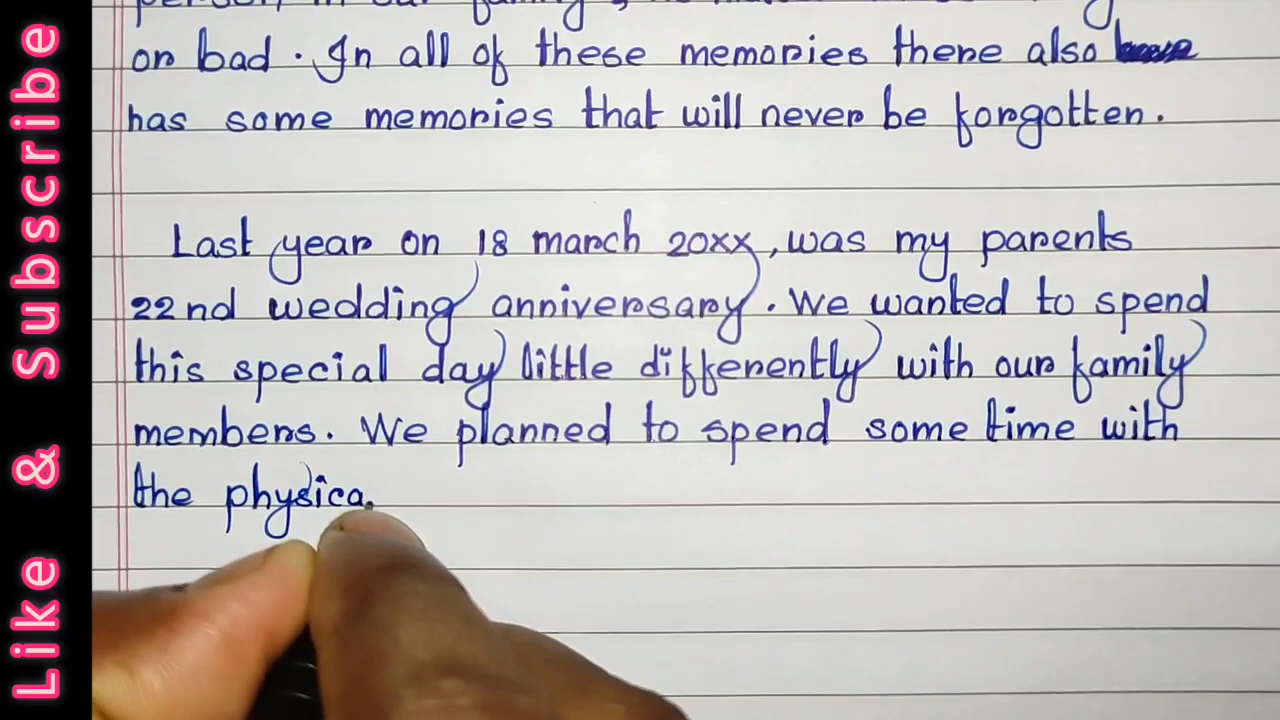 on bad. In all of these memories there also
has some memories that will never be forgotten.
Last year on 18 march 20xx, was my parents
22nd wedding anniversary. We wanted to spend
this special day little differently with our family
members. We planned to spend some time with
the physica
Like & Subscribe